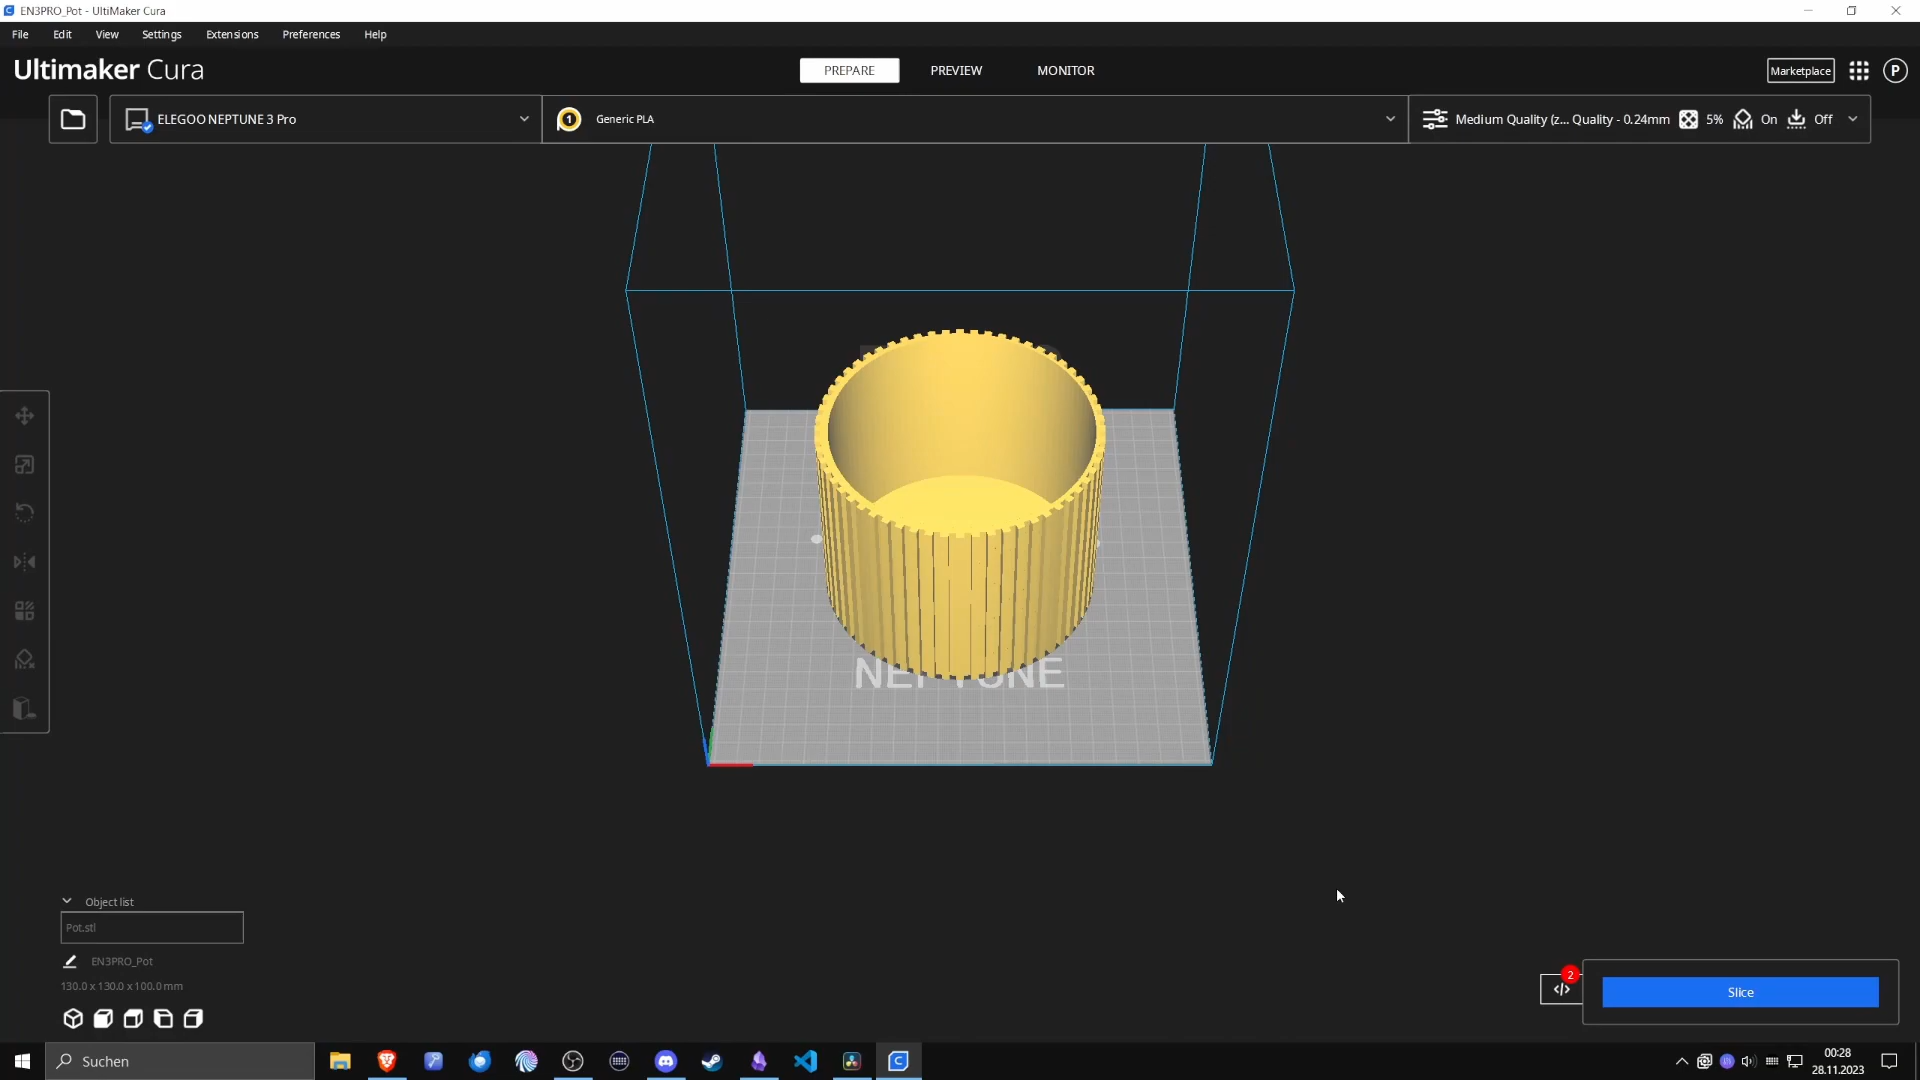 EN3PRO_Pot - UltiMaker Cura
File Edit View Settings Extensions Preferences Help
Ultimaker Cura
PREPARE PREVIEW MONITOR
Marketplace
P
ELEGOO NEPTUNE 3 Pro
1 Generic PLA
Medium Quality (z... Quality - 0.24mm 5% On Off
NEPTUNE
Object list
Pot.stl
EN3PRO_Pot
130.0 x 130.0 x 100.0 mm
2
Slice
Suchen
00:28
28.11.2023